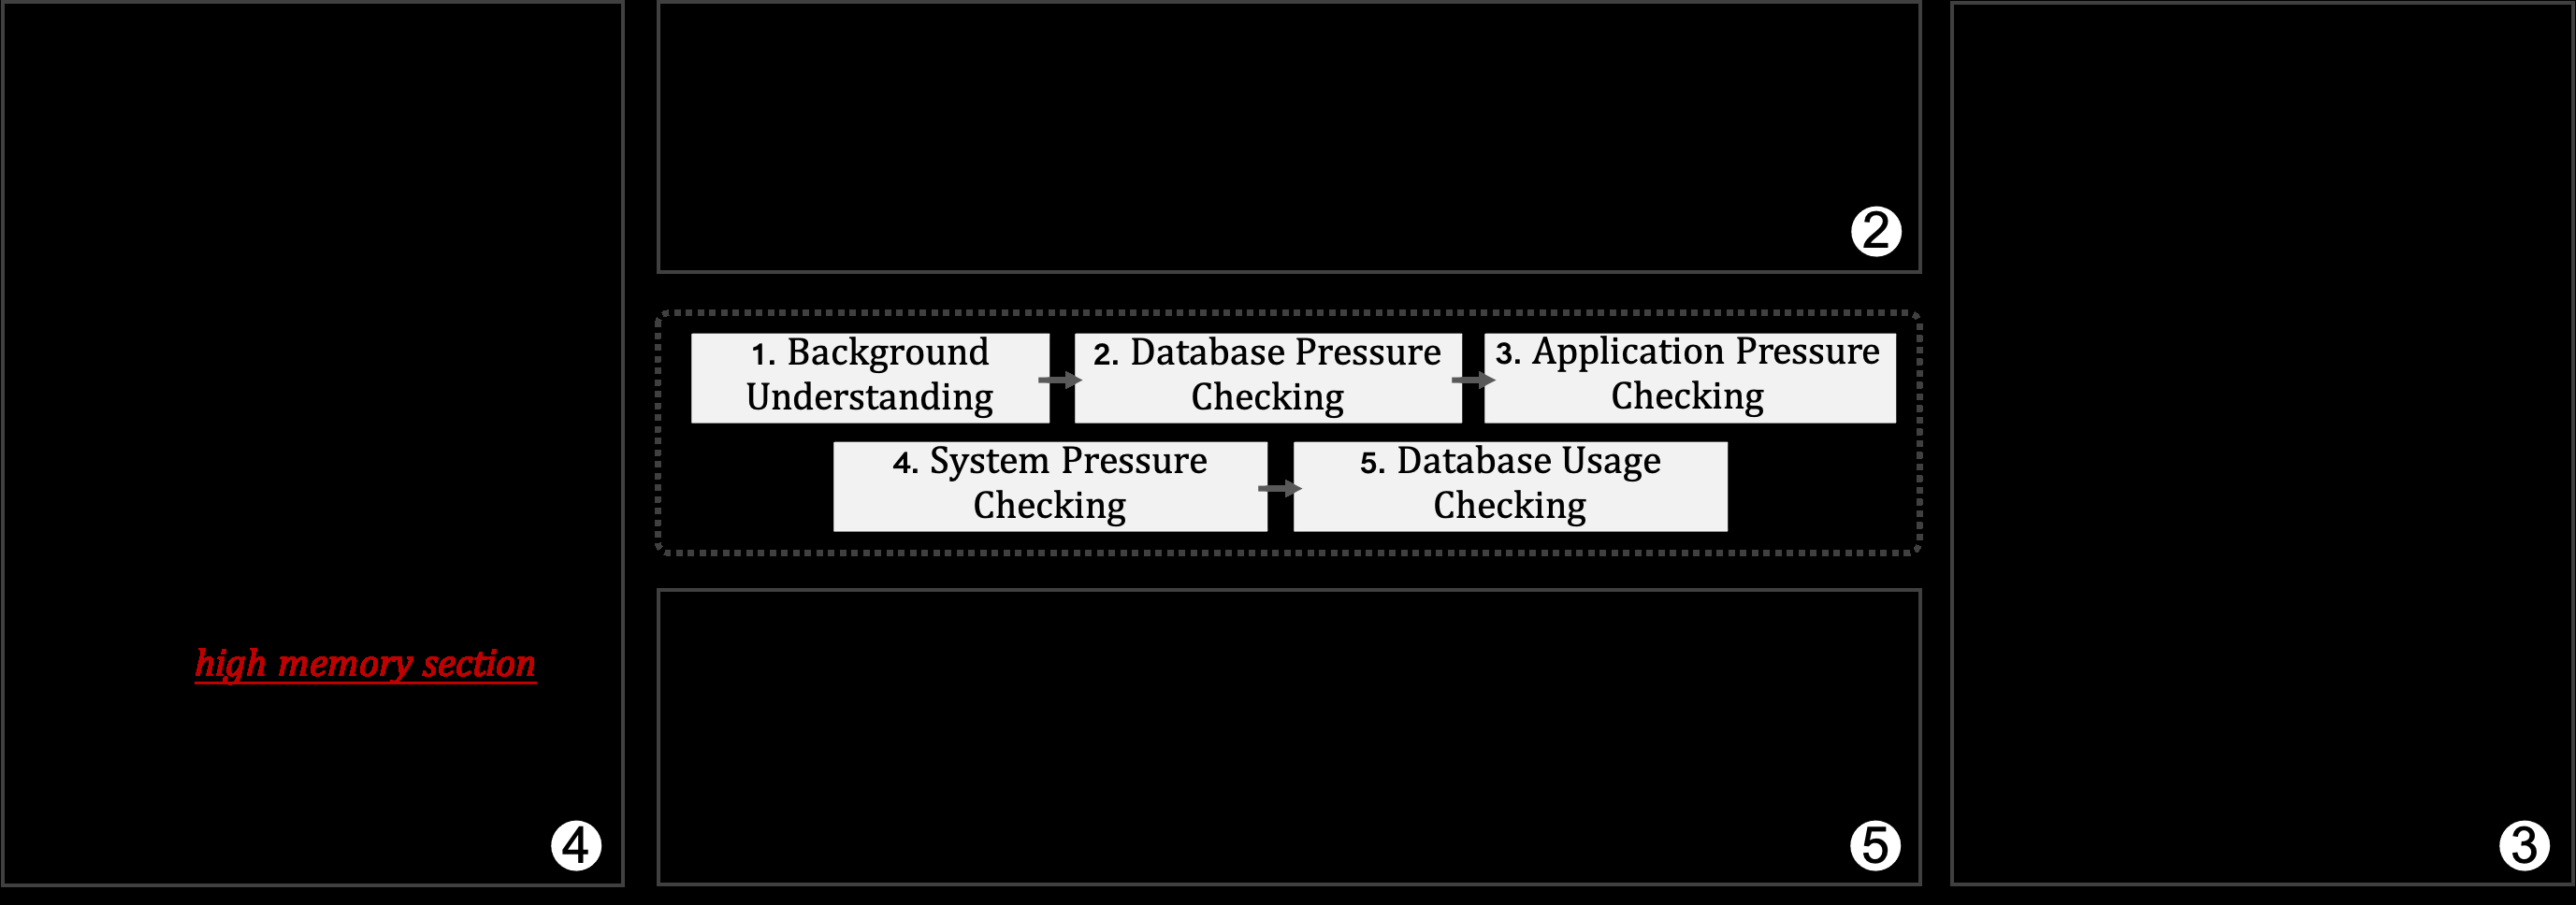 2
1. Background
Understanding
2. Database Pressure
Checking
3. Application Pressure
Checking
4. System Pressure
Checking
5. Database Usage
Checking
high memory section
4
5
3